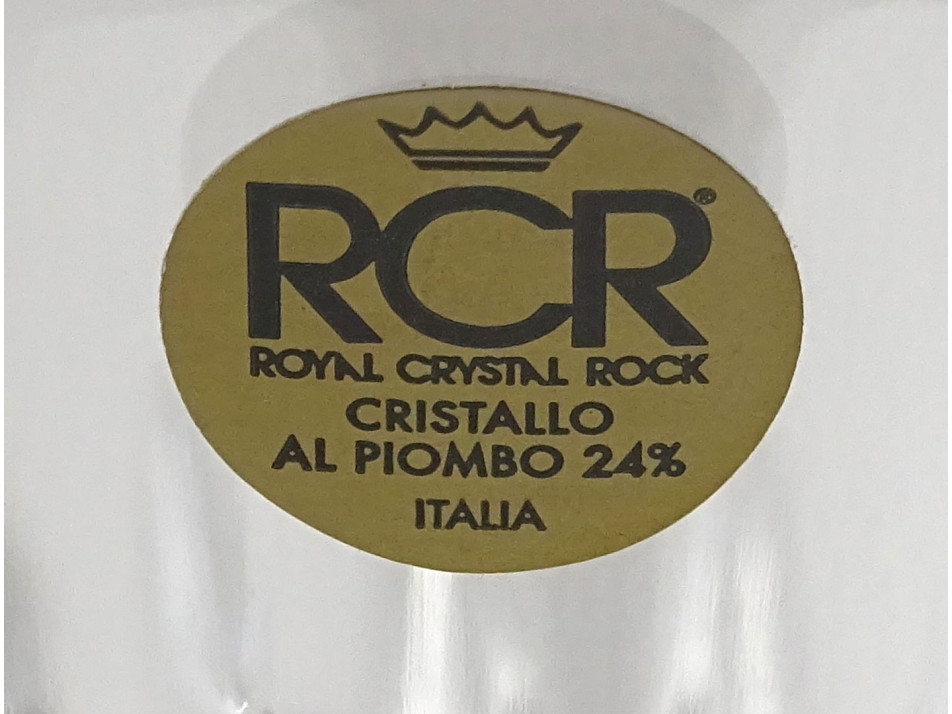 RCR®
ROYAL CRYSTAL ROCK
CRISTALLO
AL PIOMBO 24%
ITALIA